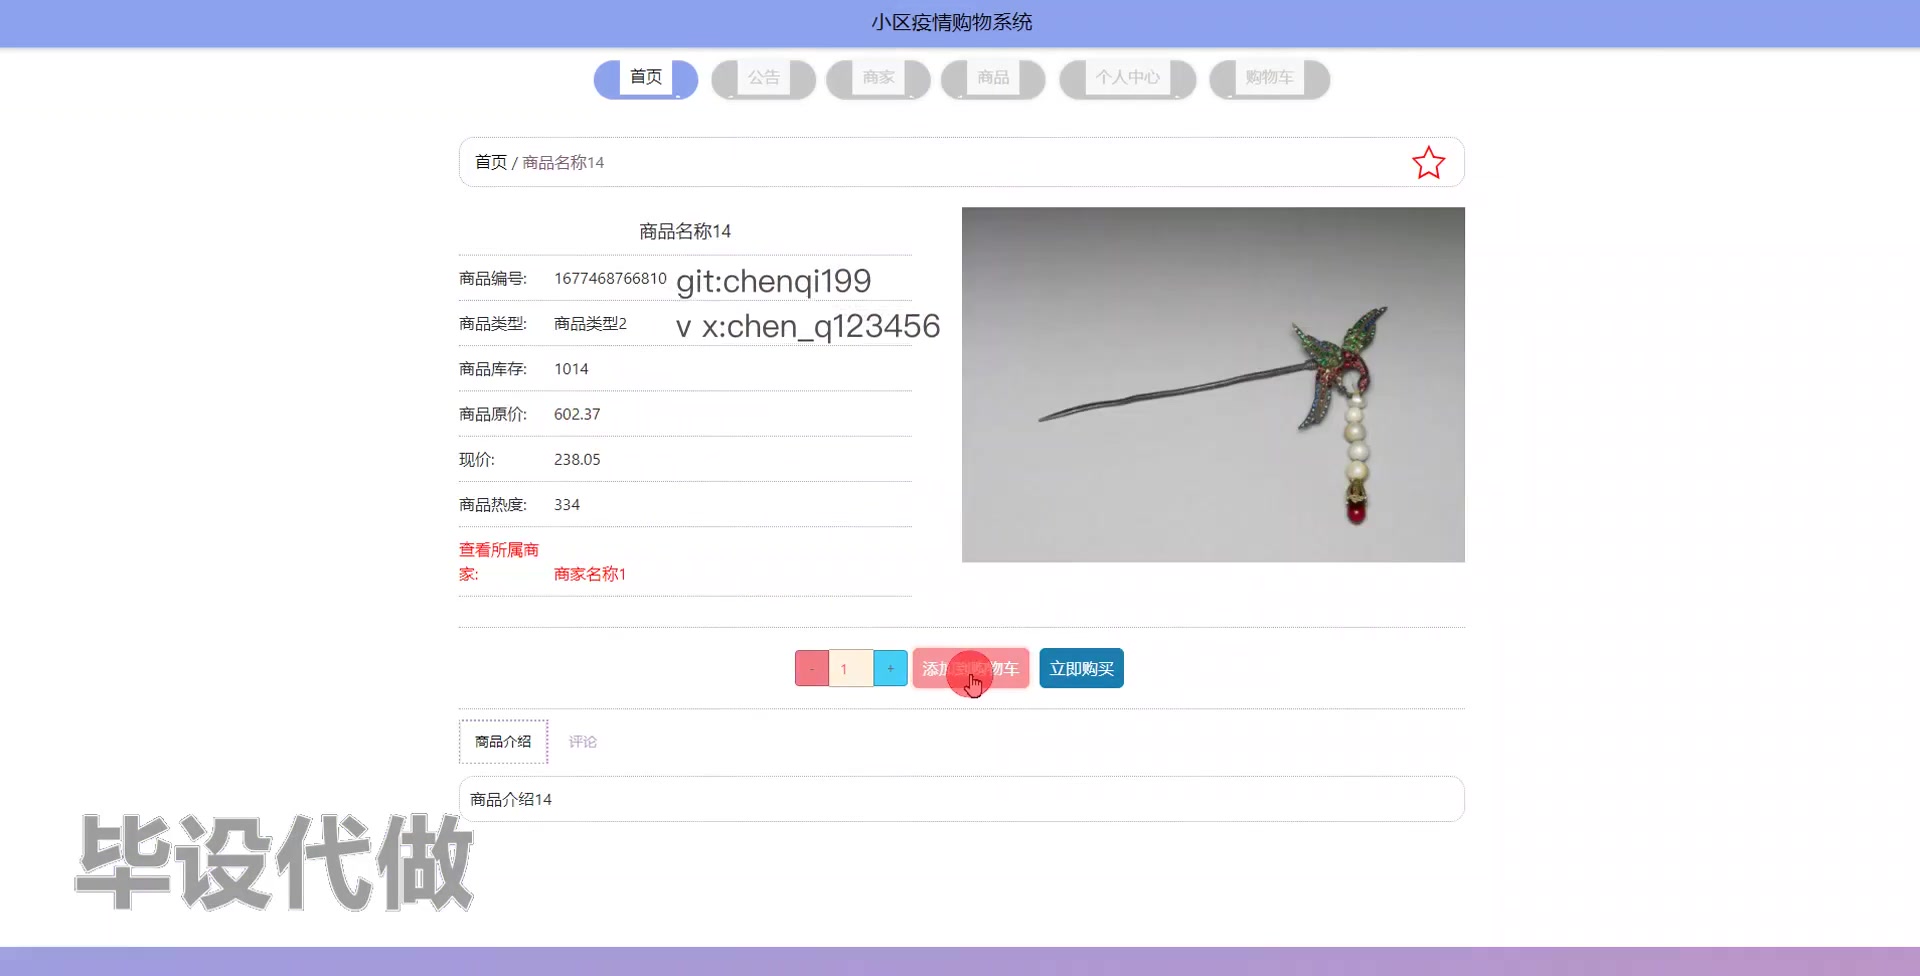 小区疫情购物系统
首页 公告 商家 商品 个人中心 购物车
首页 / 商品名称14
商品名称14
商品编号: 1677468766810 git:chenqi199
商品类型: 商品类型2 v x:chen_q123456
商品库存: 1014
商品原价: 602.37
现价: 238.05
商品热度: 334
查看所属商
家: 商家名称1
- 1 + 添加到购物车 立即购买
商品介绍 评论
商品介绍14
毕设代做